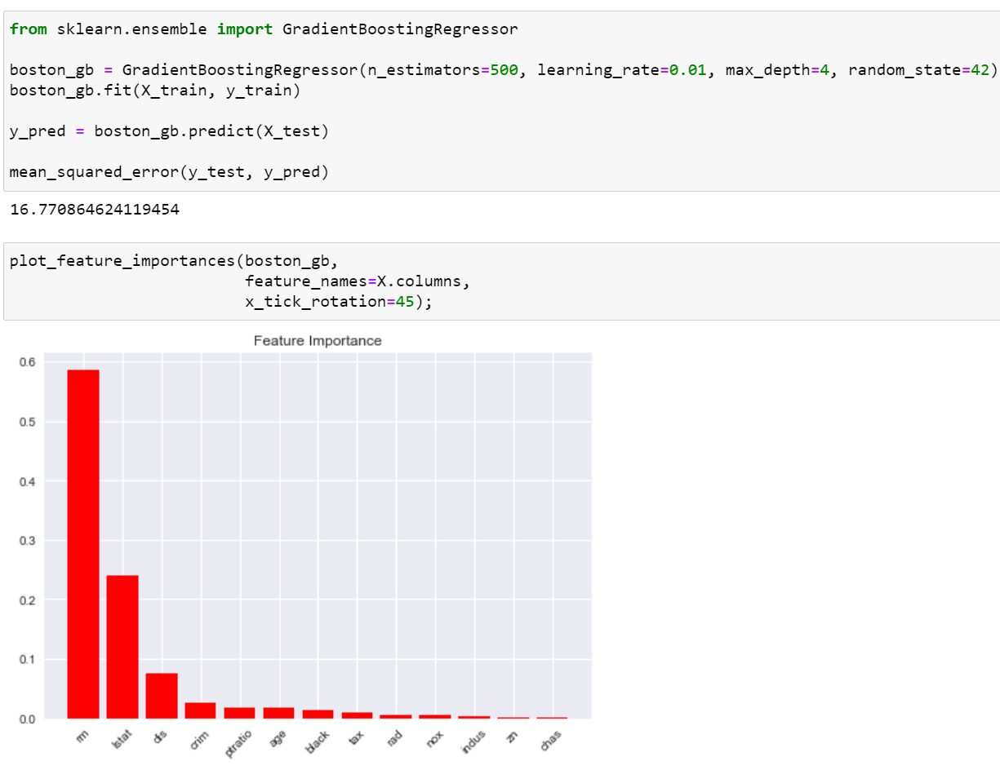 from sklearn.ensemble import GradientBoostingRegressor
boston_gb = GradientBoostingRegressor(n_estimators=500, learning_rate=0.01, max_depth=4, random_state=42)
boston_gb.fit(X_train, y_train)
y_pred = boston_gb.predict(X_test)
mean_squared_error(y_test, y_pred)
16.770864624119454
plot_feature_importances(boston_gb,
feature_names=X.columns,
x_tick_rotation=45);
Feature Importance
0.6
0.5
0.4
0.3
0.2
0.1
0.0
rm lstat dis crim ptratio age black tax rad nox indus zn chas